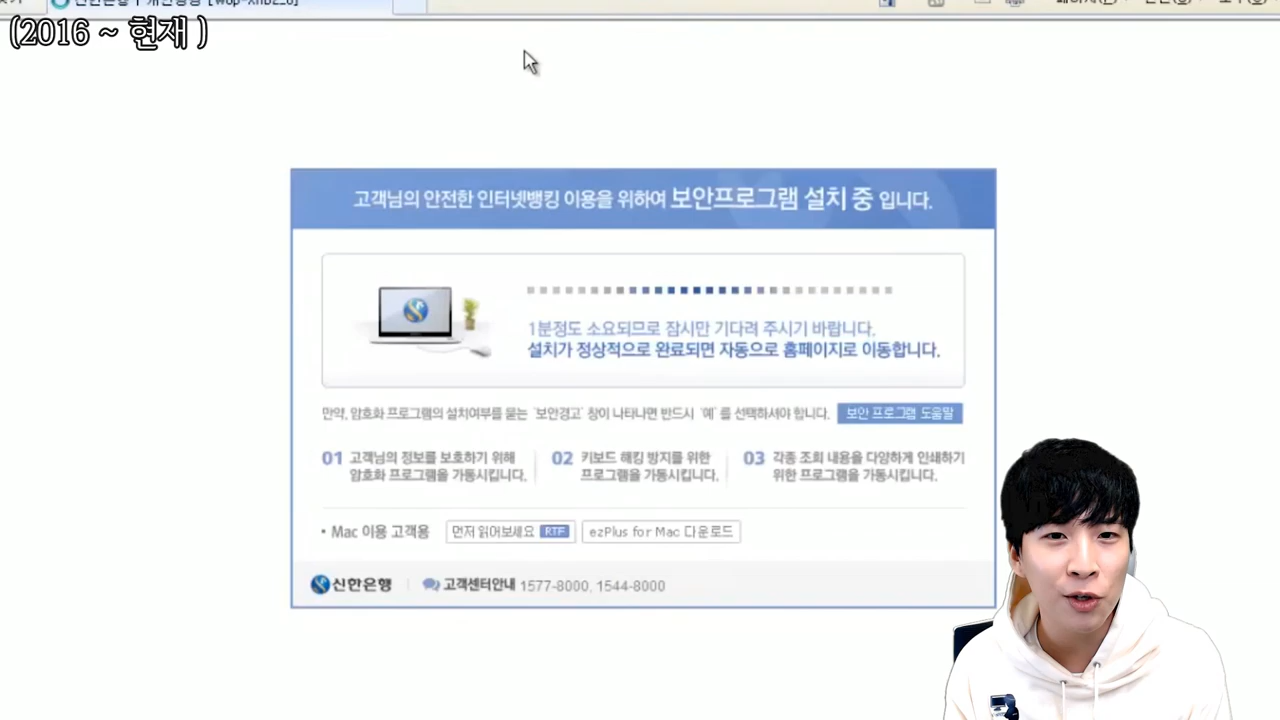 (2016 ~ 현재 )
고객님의 안전한 인터넷뱅킹 이용을 위하여 보안프로그램 설치 중 입니다.
1분정도 소요되므로 잠시만 기다려 주시기 바랍니다.
설치가 정상적으로 완료되면 자동으로 홈페이지로 이동합니다.
만약, 암호화 프로그램의 설치여부를 묻는 '보안경고' 창이 나타나면 반드시 '예' 를 선택하셔야 합니다. 보안 프로그램 도움말
01 고객님의 정보를 보호하기 위해
암호화 프로그램을 가동시킵니다.
02 키보드 해킹 방지를 위한
프로그램을 가동시킵니다.
03 각종 조회 내용을 다양하게 인쇄하기
위한 프로그램을 가동시킵니다.
• Mac 이용 고객용 먼저 읽어보세요 RTF ezPlus for Mac 다운로드
신한은행 고객센터안내 1577-8000, 1544-8000